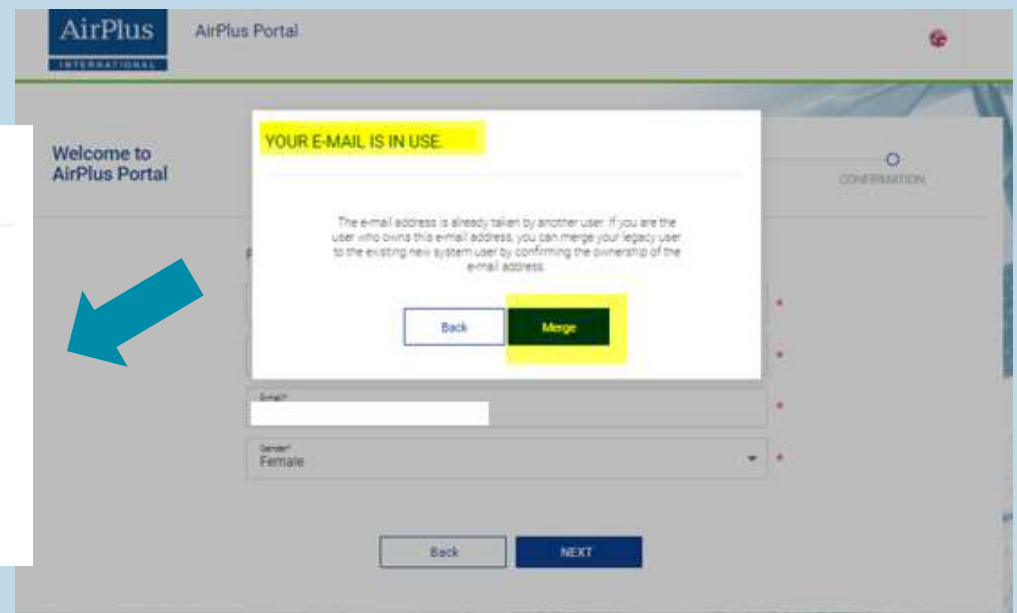 AirPlus
INTERNATIONAL
AirPlus Portal
Welcome to
AirPlus Portal
YOUR E-MAIL IS IN USE.
CONFIRMATION
The e-mail address is already taken by another user. If you are the
user who owns this e-mail address, you can merge your legacy user
to the existing new system user by confirming the ownership of the
e-mail address.
Back
Merge
*
*
E-mail*
*
Gender*
Female
*
Back
NEXT